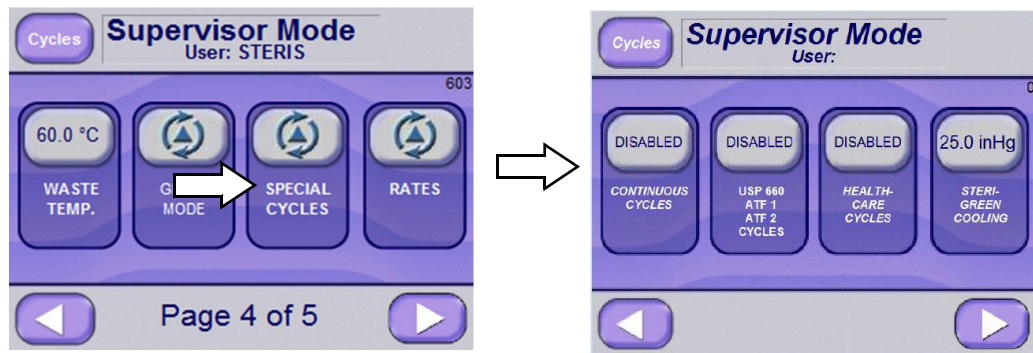 Cycles
Supervisor Mode
User: STERIS
603
60.0 °C
WASTE
TEMP.
MODE
SPECIAL
CYCLES
RATES
Page 4 of 5
Cycles
Supervisor Mode
User:
0
DISABLED
CONTINUOUS
CYCLES
DISABLED
USP 660
ATF 1
ATF 2
CYCLES
DISABLED
HEALTH-
CARE
CYCLES
25.0 inHg
STERI-
GREEN
COOLING